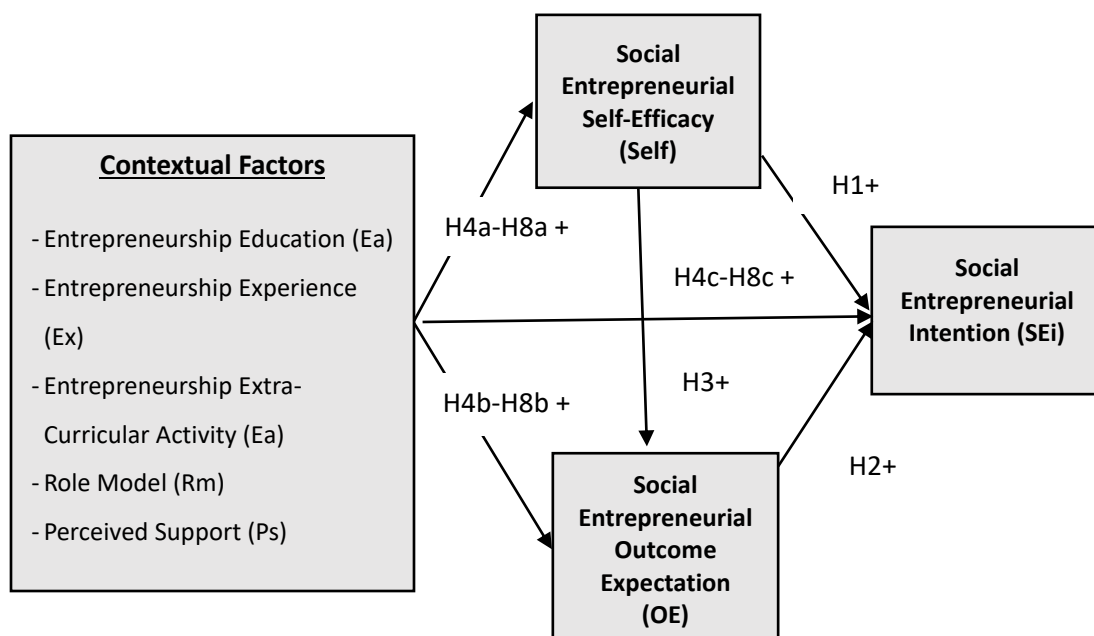 Contextual Factors
- Entrepreneurship Education (Ea)
- Entrepreneurship Experience
(Ex)
- Entrepreneurship Extra-
Curricular Activity (Ea)
- Role Model (Rm)
- Perceived Support (Ps)
Social
Entrepreneurial
Self-Efficacy
(Self)
H4a-H8a +
H1+
H4c-H8c +
Social
Entrepreneurial
Intention (SEi)
H4b-H8b +
H3+
H2+
Social
Entrepreneurial
Outcome
Expectation
(OE)